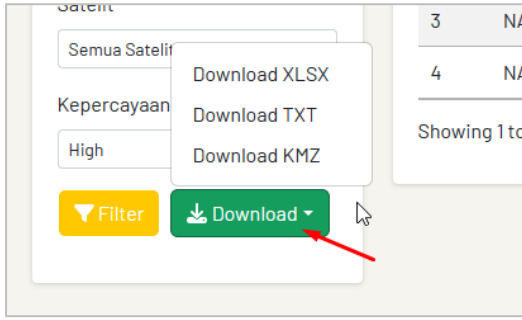 Satelit
Semua Satelit
Kepercayaan
High
Filter
Download
Download XLSX
Download TXT
Download KMZ
3
4
Showing 1 to